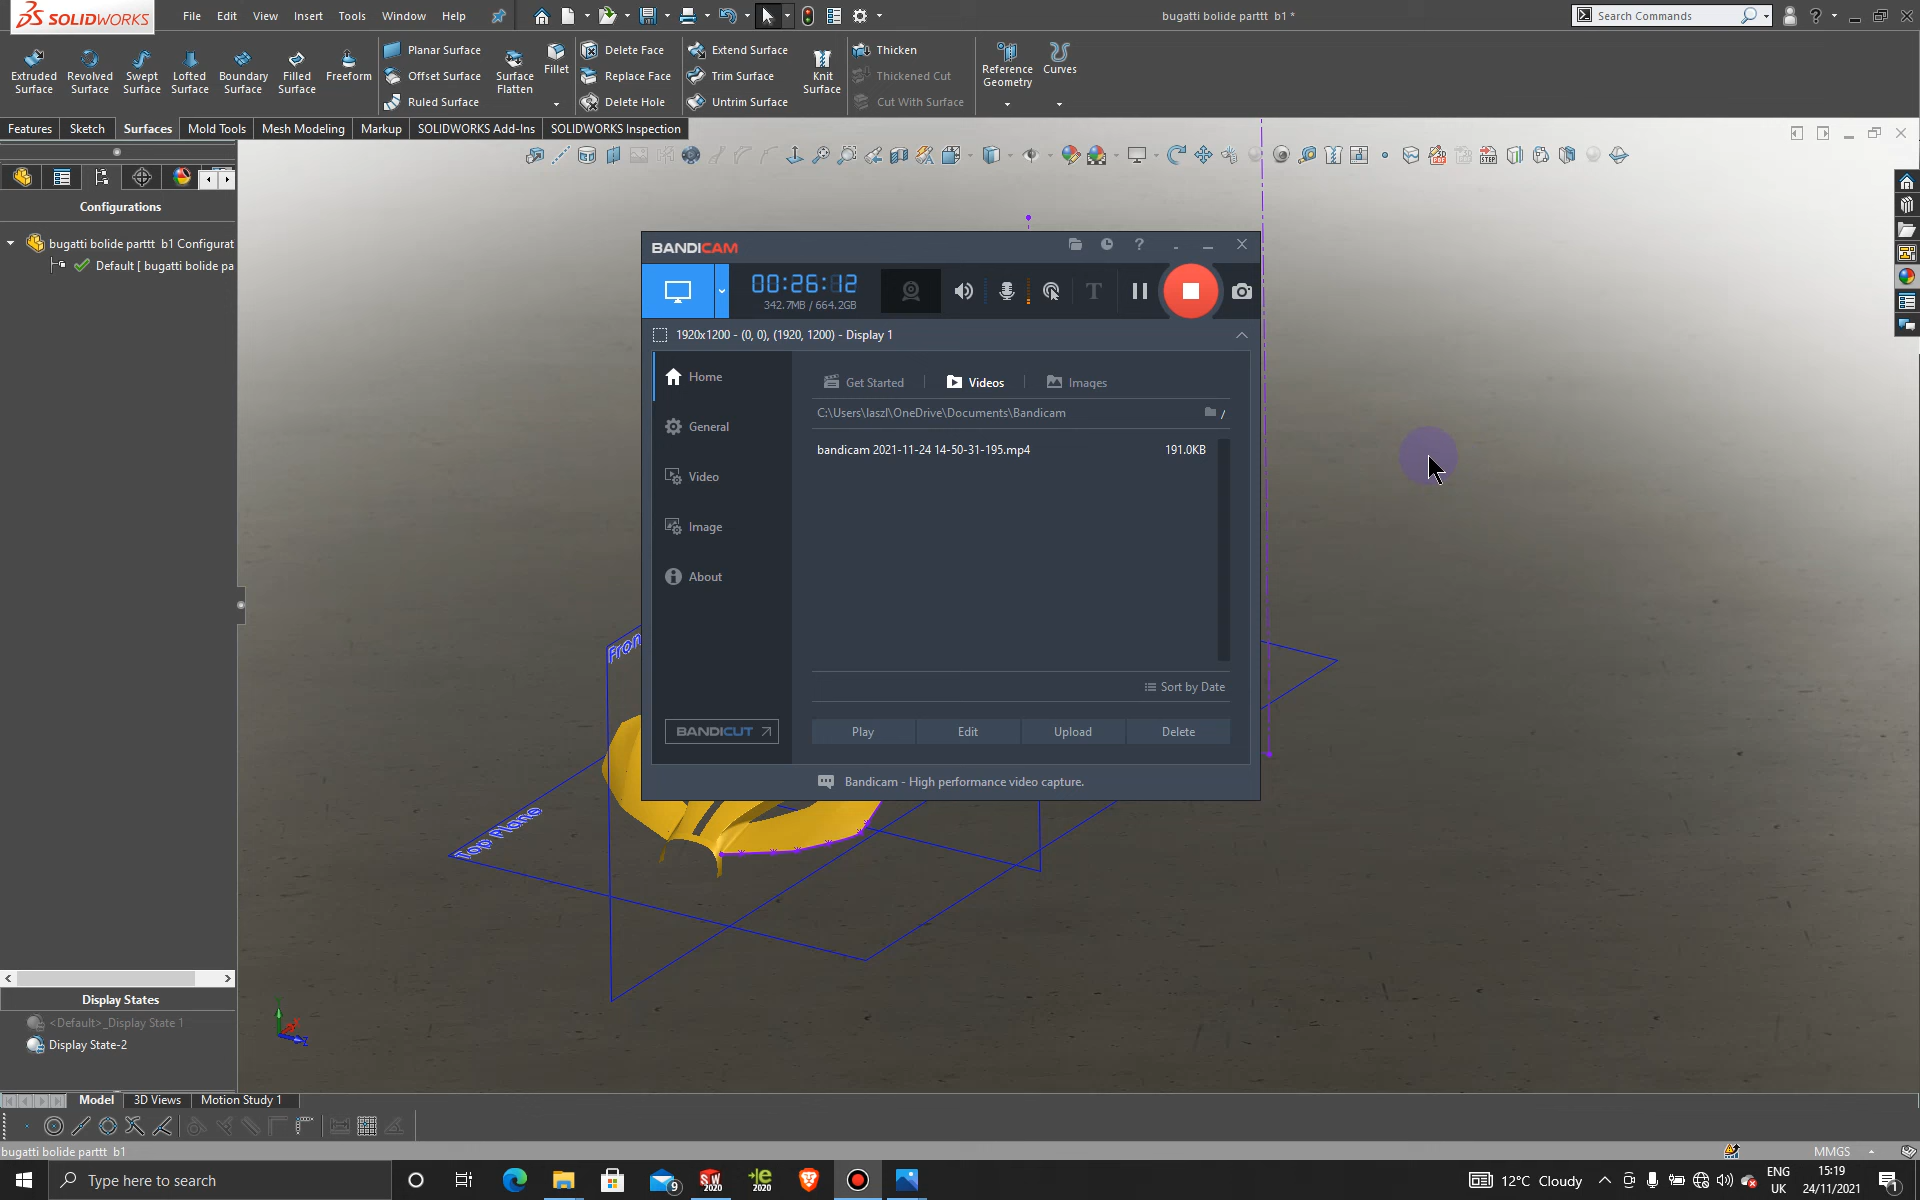 SOLIDWORKS File Edit View Insert Tools Window Help bugatti bolide parttt b1 * Search Commands
Extruded Surface
Revolved Surface
Swept Surface
Lofted Surface
Boundary Surface
Filled Surface
Freeform
Planar Surface
Offset Surface
Ruled Surface
Surface Flatten
Fillet
Delete Face
Replace Face
Delete Hole
Extend Surface
Trim Surface
Untrim Surface
Knit Surface
Thicken
Thickened Cut
Cut With Surface
Reference Geometry
Curves
Features Sketch Surfaces Mold Tools Mesh Modeling Markup SOLIDWORKS Add-Ins SOLIDWORKS Inspection
Configurations
bugatti bolide parttt b1 Configurat
Default [ bugatti bolide pa
BANDICAM
00:26:12
342.7MB / 664.2GB
1920x1200 - (0, 0), (1920, 1200) - Display 1
Home
General
Video
Image
About
BANDICUT
Get Started Videos Images
C:\Users\laszl\OneDrive\Documents\Bandicam
bandicam 2021-11-24 14-50-31-195.mp4 191.0KB
Sort by Date
Play Edit Upload Delete
Bandicam - High performance video capture.
Fron
Top Plane
Display States
<Default>_Display State 1
Display State-2
Model 3D Views Motion Study 1
bugatti bolide parttt b1 MMGS
Type here to search
9
SW 2020
e 2020
12°C Cloudy
ENG
UK
15:19
24/11/2021
1